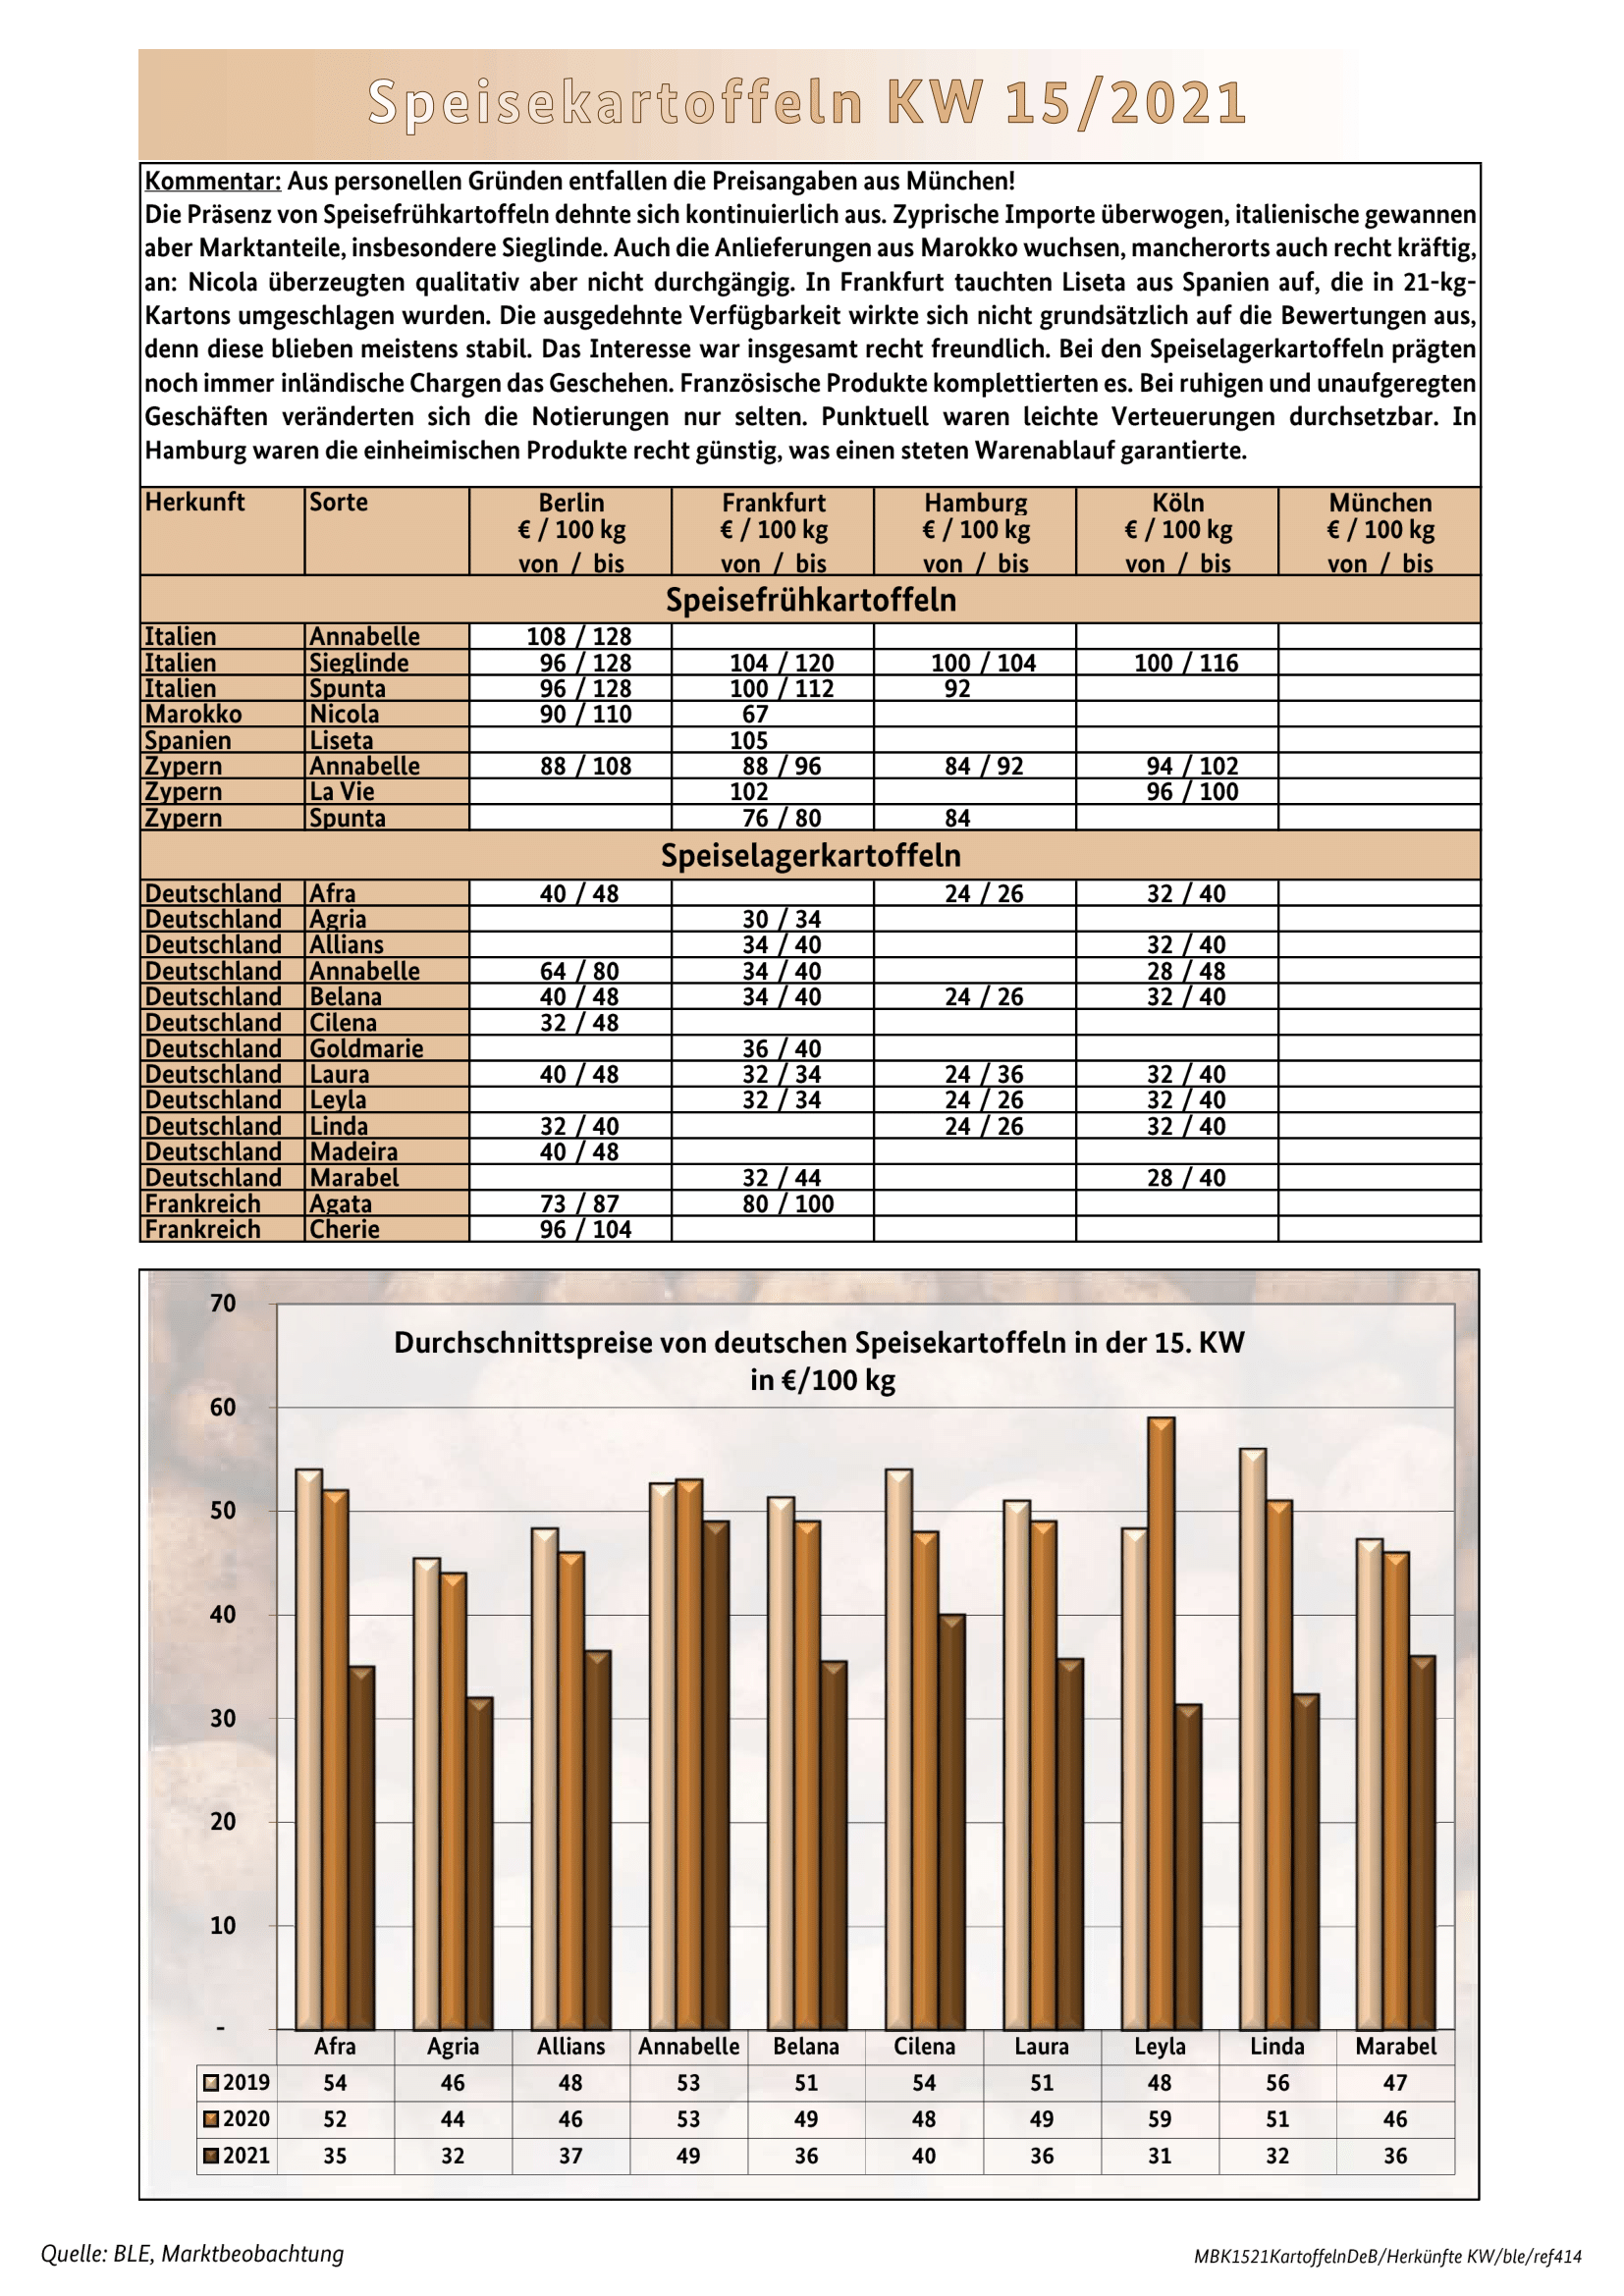 Speisekartoffeln KW 15/2021
Kommentar: Aus personellen Gründen entfallen die Preisangaben aus München!
Die Präsenz von Speisefrühkartoffeln dehnte sich kontinuierlich aus. Zyprische Importe überwogen, italienische gewannen
aber Marktanteile, insbesondere Sieglinde. Auch die Anlieferungen aus Marokko wuchsen, mancherorts auch recht kräftig,
an: Nicola überzeugten qualitativ aber nicht durchgängig. In Frankfurt tauchten Liseta aus Spanien auf, die in 21-kg-
Kartons umgeschlagen wurden. Die ausgedehnte Verfügbarkeit wirkte sich nicht grundsätzlich auf die Bewertungen aus,
denn diese blieben meistens stabil. Das Interesse war insgesamt recht freundlich. Bei den Speiselagerkartoffeln prägten
noch immer inländische Chargen das Geschehen. Französische Produkte komplettierten es. Bei ruhigen und unaufgeregten
Geschäften veränderten sich die Notierungen nur selten. Punktuell waren leichte Verteuerungen durchsetzbar. In
Hamburg waren die einheimischen Produkte recht günstig, was einen steten Warenablauf garantierte.
Herkunft Sorte Berlin Frankfurt Hamburg Köln München
€ / 100 kg € / 100 kg € / 100 kg € / 100 kg € / 100 kg
von / bis von / bis von / bis von / bis von / bis
Speisefrühkartoffeln
Italien Annabelle 108 / 128
Italien Sieglinde 96 / 128 104 / 120 100 / 104 100 / 116
Italien Spunta 96 / 128 100 / 112 92
Marokko Nicola 90 / 110 67
Spanien Liseta 105
Zypern Annabelle 88 / 108 88 / 96 84 / 92 94 / 102
Zypern La Vie 102 96 / 100
Zypern Spunta 76 / 80 84
Speiselagerkartoffeln
Deutschland Afra 40 / 48 24 / 26 32 / 40
Deutschland Agria 30 / 34
Deutschland Allians 34 / 40 32 / 40
Deutschland Annabelle 64 / 80 34 / 40 28 / 48
Deutschland Belana 40 / 48 34 / 40 24 / 26 32 / 40
Deutschland Cilena 32 / 48
Deutschland Goldmarie 36 / 40
Deutschland Laura 40 / 48 32 / 34 24 / 36 32 / 40
Deutschland Leyla 32 / 34 24 / 26 32 / 40
Deutschland Linda 32 / 40 24 / 26 32 / 40
Deutschland Madeira 40 / 48
Deutschland Marabel 32 / 44 28 / 40
Frankreich Agata 73 / 87 80 / 100
Frankreich Cherie 96 / 104
Durchschnittspreise von deutschen Speisekartoffeln in der 15. KW
in €/100 kg
70
60
50
40
30
20
10
-
Afra Agria Allians Annabelle Belana Cilena Laura Leyla Linda Marabel
2019 54 46 48 53 51 54 51 48 56 47
2020 52 44 46 53 49 48 49 59 51 46
2021 35 32 37 49 36 40 36 31 32 36
Quelle: BLE, Marktbeobachtung
MBK1521KartoffelnDeB/Herkünfte KW/ble/ref414